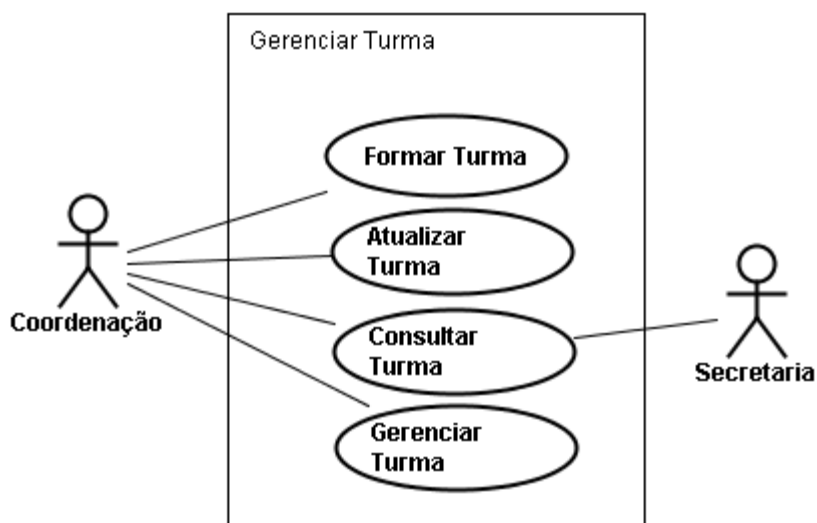 Gerenciar Turma
Formar Turma
Atualizar
Turma
Coordenação
Consultar
Turma
Secretaria
Gerenciar
Turma